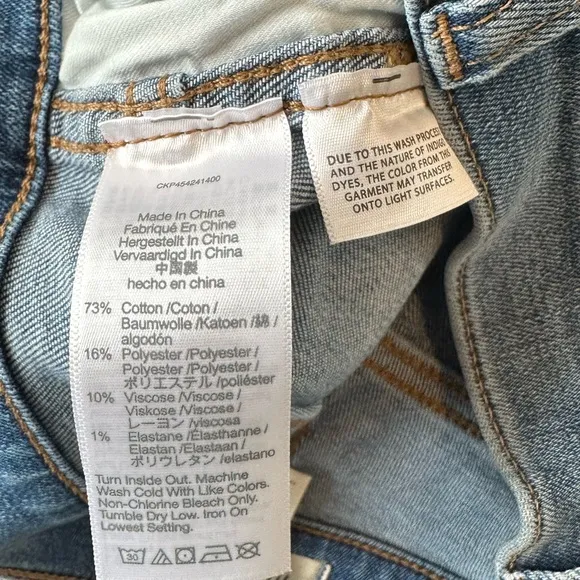 CKP454241400
Made In China
Fabriqué En Chine
Hergestellt In China
Vervaardigd In China
中国製
hecho en china
73% Cotton /Coton /
Baumwolle /Katoen /綿 /
algodón
16% Polyester /Polyester /
Polyester /Polyester /
ポリエステル /poliéster
10% Viscose /Viscose /
Viskose /Viscose /
レーヨン /viscosa
1% Elastane /Élasthanne /
Elastan /Elastaan /
ポリウレタン /elastano
Turn Inside Out. Machine
Wash Cold With Like Colors.
Non-Chlorine Bleach Only.
Tumble Dry Low. Iron On
Lowest Setting.
30
DUE TO THIS WASH PROCESS
AND THE NATURE OF INDIGO
DYES, THE COLOR FROM THIS
GARMENT MAY TRANSFER
ONTO LIGHT SURFACES.